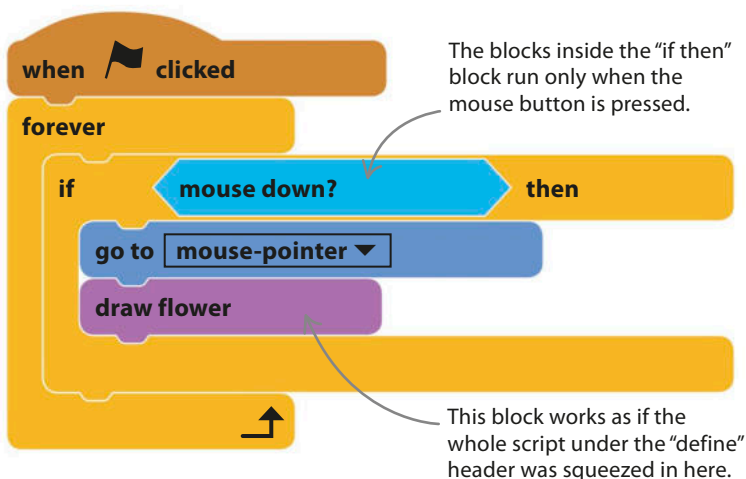 when clicked
The blocks inside the “if then”
block run only when the
mouse button is pressed.
forever
if mouse down? then
go to mouse-pointer
draw flower
This block works as if the
whole script under the “define”
header was squeezed in here.